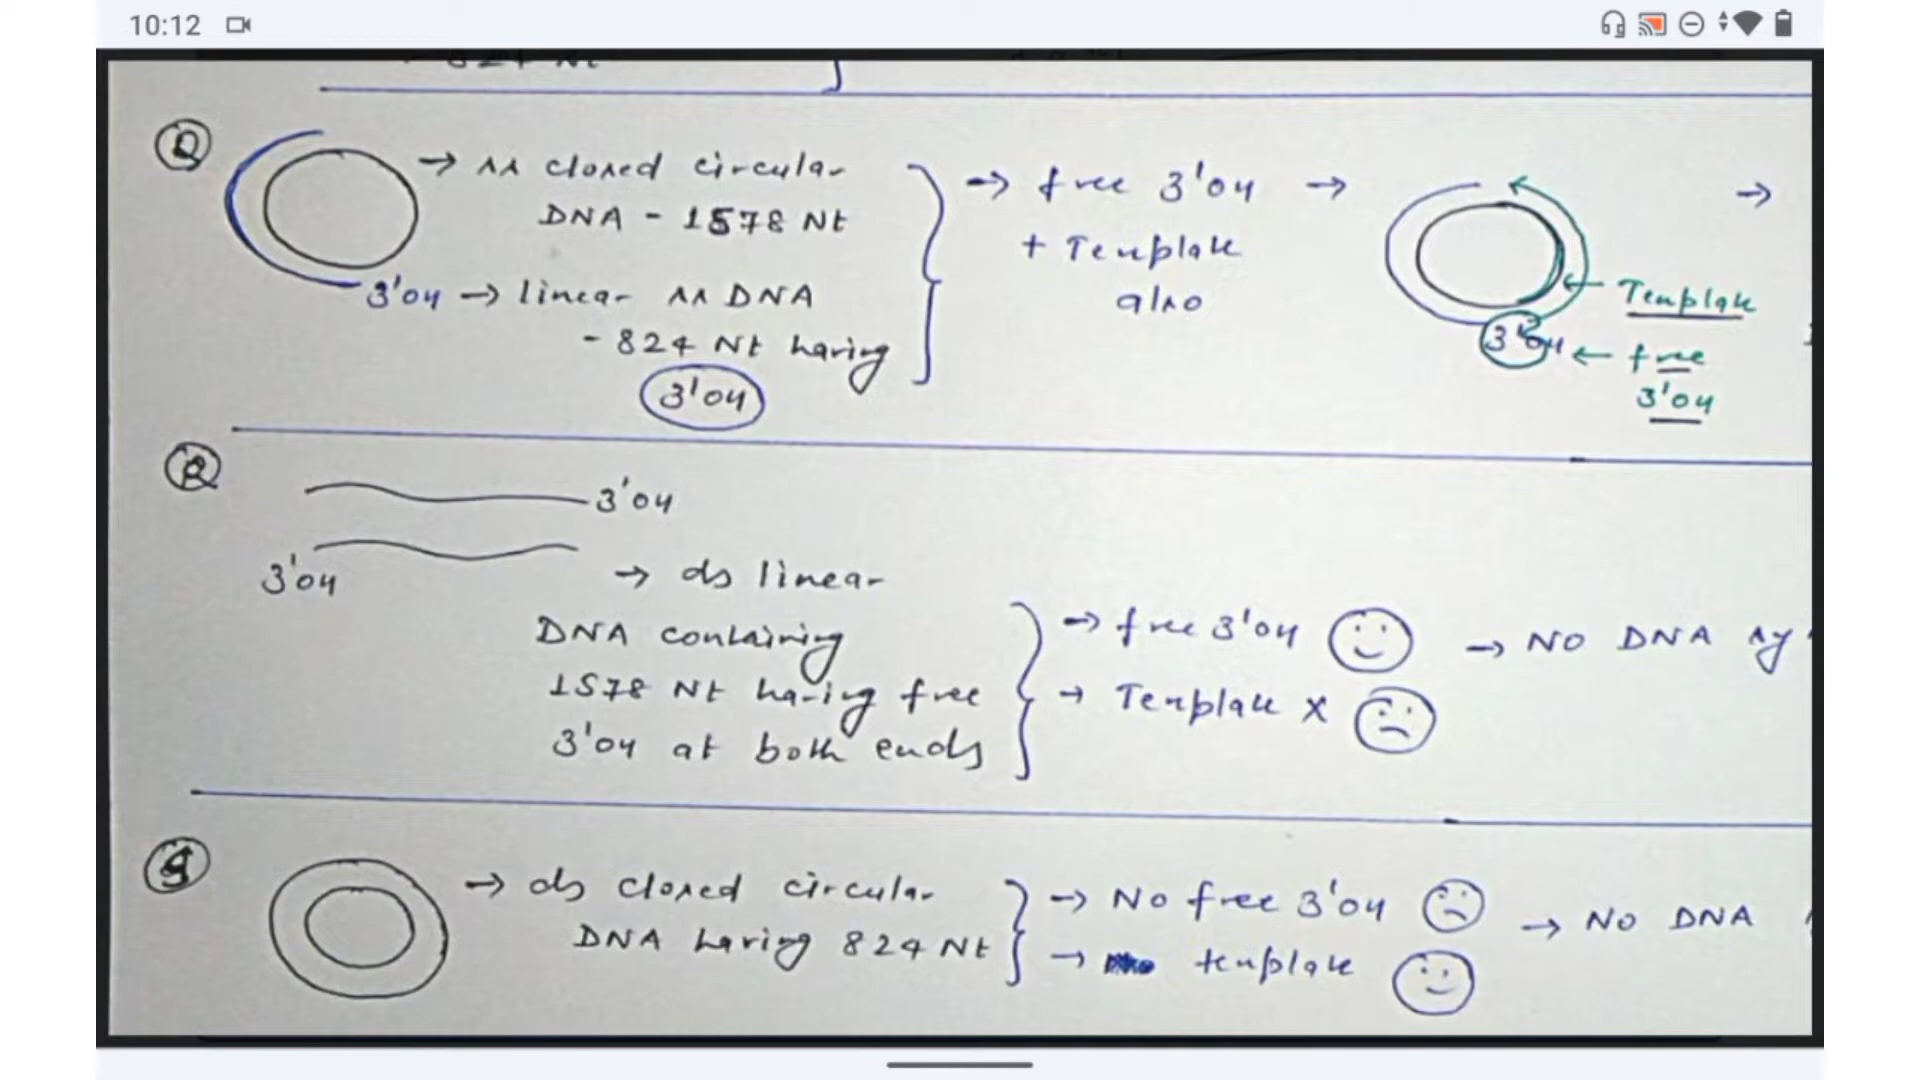 10:12
824 Nt
Q
→ ss closed circular
DNA - 1578 Nt
3'OH → linear ss DNA
- 824 Nt having
3'OH
→ free 3'OH →
+ Template
also
→
← Template
3'OH ← free
3'OH
R
3'OH
3'OH
→ ds linear
DNA containing
1578 Nt having free
3'OH at both ends
→ free 3'OH → NO DNA sy
→ Template X
S
→ ds closed circular
DNA having 824 Nt
→ No free 3'OH → NO DNA
→ template